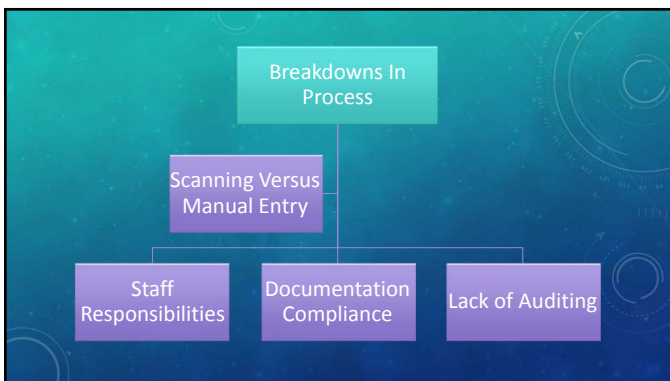 Breakdowns In
Process
Scanning Versus
Manual Entry
Staff
Responsibilities
Documentation
Compliance
Lack of Auditing